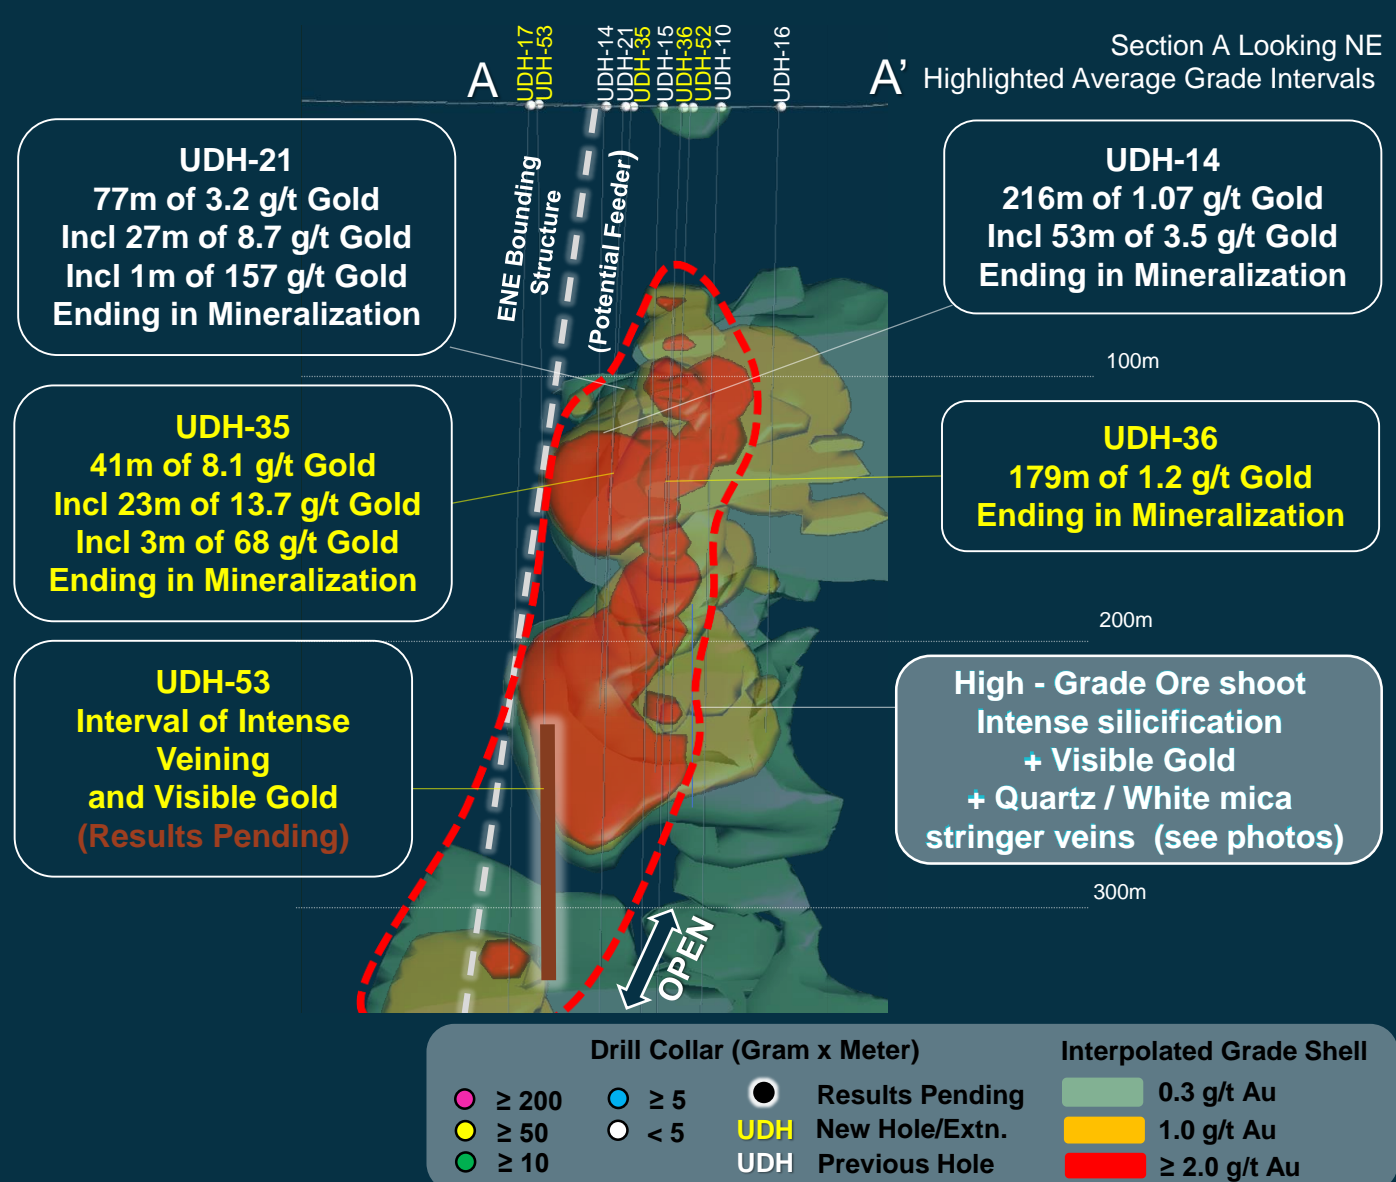 UDH-17
UDH-53
UDH-14
UDH-21
UDH-35
UDH-15
UDH-36
UDH-52
UDH-10
UDH-16
A
A'
Section A Looking NE
Highlighted Average Grade Intervals
UDH-21
77m of 3.2 g/t Gold
Incl 27m of 8.7 g/t Gold
Incl 1m of 157 g/t Gold
Ending in Mineralization
ENE Bounding
Structure
(Potential Feeder)
UDH-14
216m of 1.07 g/t Gold
Incl 53m of 3.5 g/t Gold
Ending in Mineralization
100m
UDH-35
41m of 8.1 g/t Gold
Incl 23m of 13.7 g/t Gold
Incl 3m of 68 g/t Gold
Ending in Mineralization
UDH-36
179m of 1.2 g/t Gold
Ending in Mineralization
200m
UDH-53
Interval of Intense
Veining
and Visible Gold
(Results Pending)
High - Grade Ore shoot
Intense silicification
+ Visible Gold
+ Quartz / White mica
stringer veins (see photos)
300m
OPEN
Drill Collar (Gram x Meter)
≥ 200
≥ 50
≥ 10
≥ 5
< 5
Results Pending
UDH New Hole/Extn.
UDH Previous Hole
Interpolated Grade Shell
0.3 g/t Au
1.0 g/t Au
≥ 2.0 g/t Au